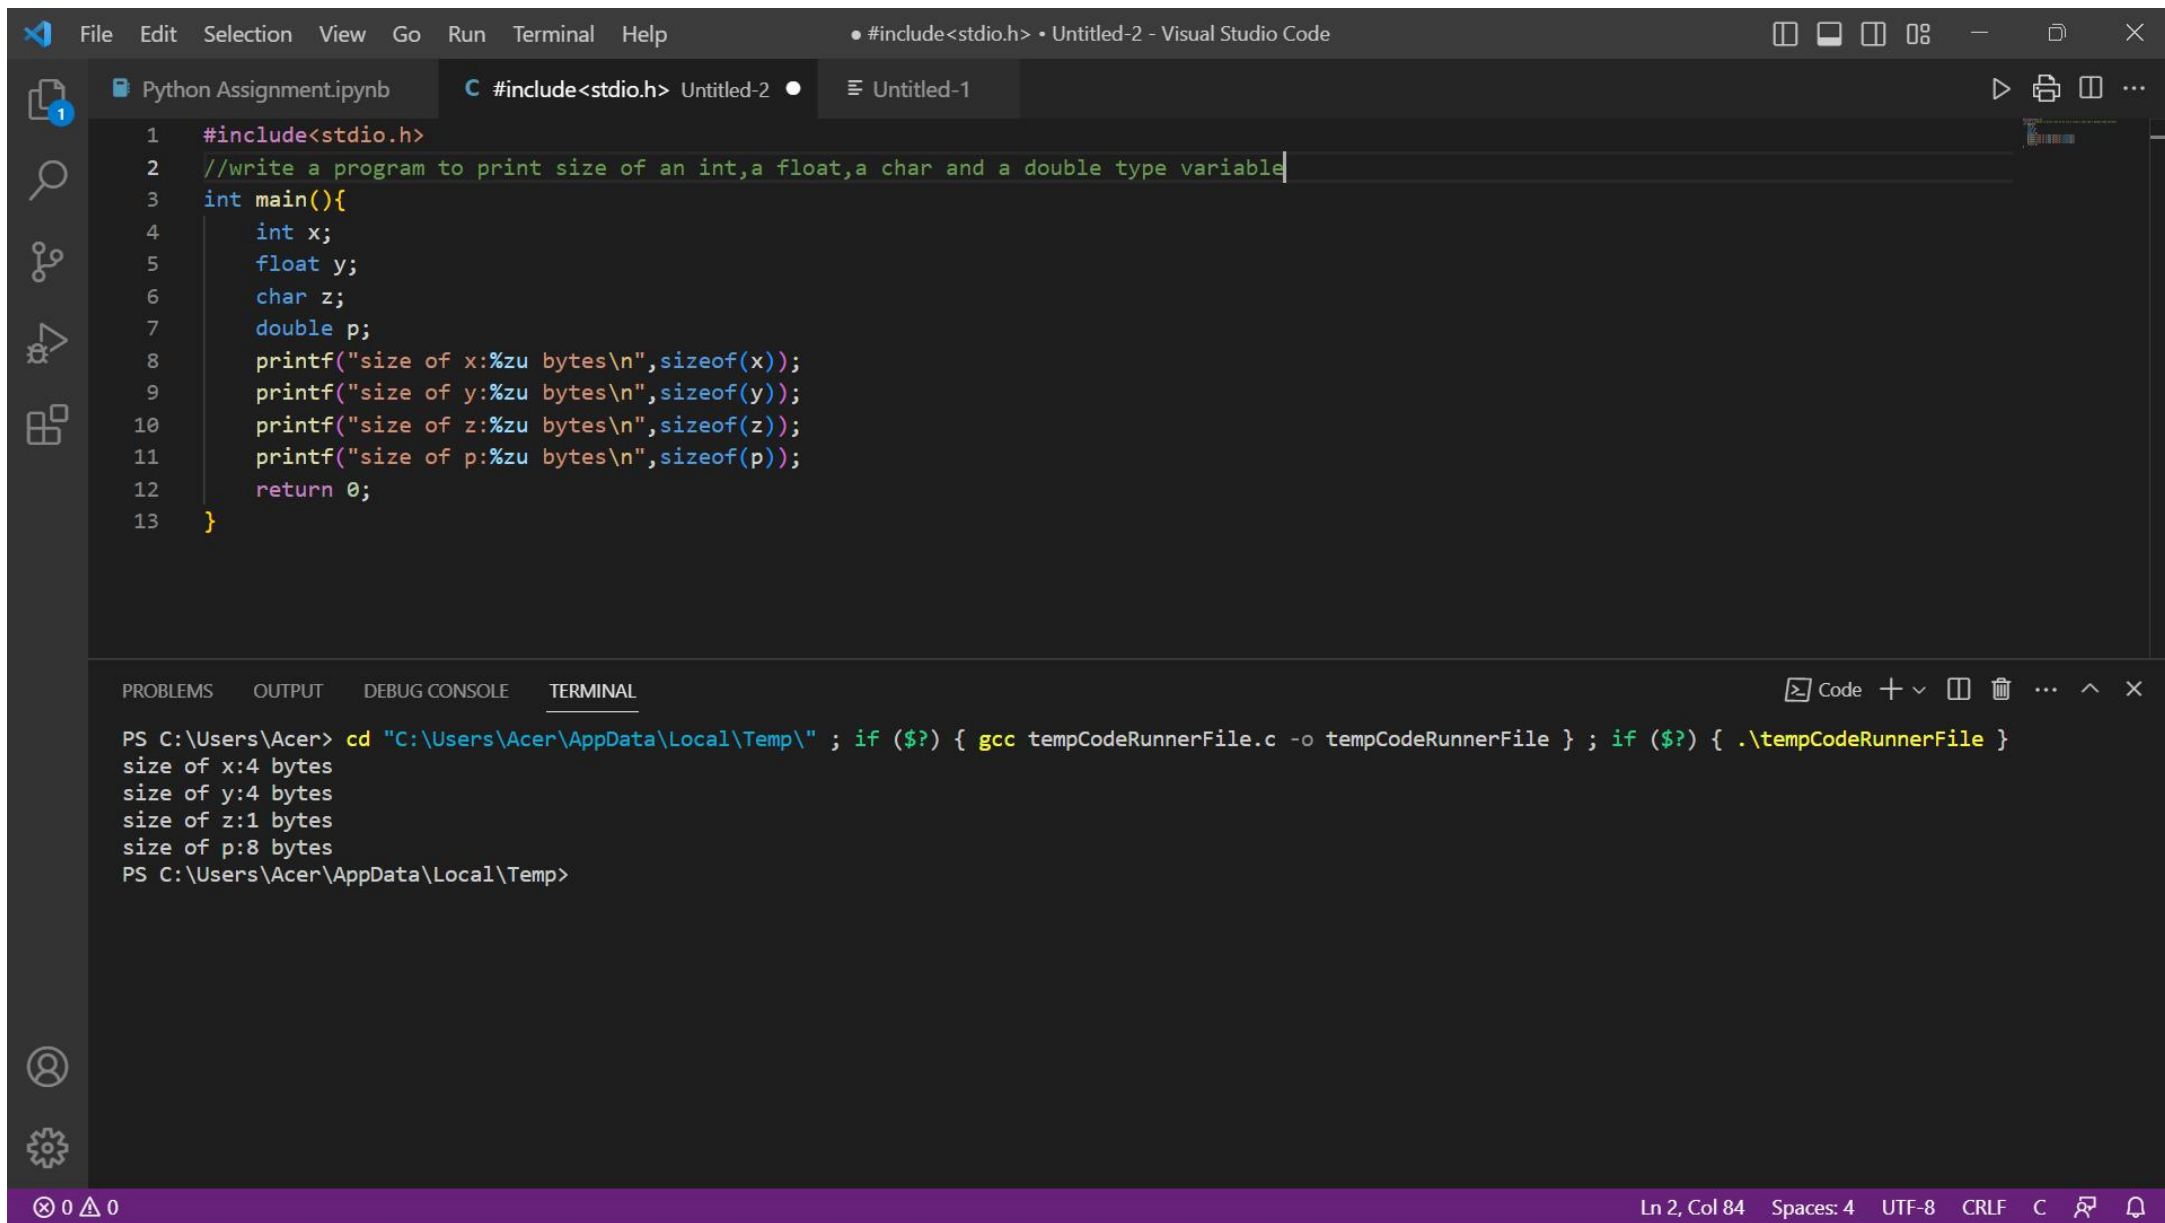 File Edit Selection View Go Run Terminal Help ● #include<stdio.h> • Untitled-2 - Visual Studio Code
Python Assignment.ipynb C #include<stdio.h> Untitled-2 ● Untitled-1
1
1 #include<stdio.h>
2 //write a program to print size of an int,a float,a char and a double type variable
3 int main(){
4 int x;
5 float y;
6 char z;
7 double p;
8 printf("size of x:%zu bytes\n",sizeof(x));
9 printf("size of y:%zu bytes\n",sizeof(y));
10 printf("size of z:%zu bytes\n",sizeof(z));
11 printf("size of p:%zu bytes\n",sizeof(p));
12 return 0;
13 }
PROBLEMS OUTPUT DEBUG CONSOLE TERMINAL Code
PS C:\Users\Acer> cd "C:\Users\Acer\AppData\Local\Temp\" ; if ($?) { gcc tempCodeRunnerFile.c -o tempCodeRunnerFile } ; if ($?) { .\tempCodeRunnerFile }
size of x:4 bytes
size of y:4 bytes
size of z:1 bytes
size of p:8 bytes
PS C:\Users\Acer\AppData\Local\Temp>
0 0 Ln 2, Col 84 Spaces: 4 UTF-8 CRLF C